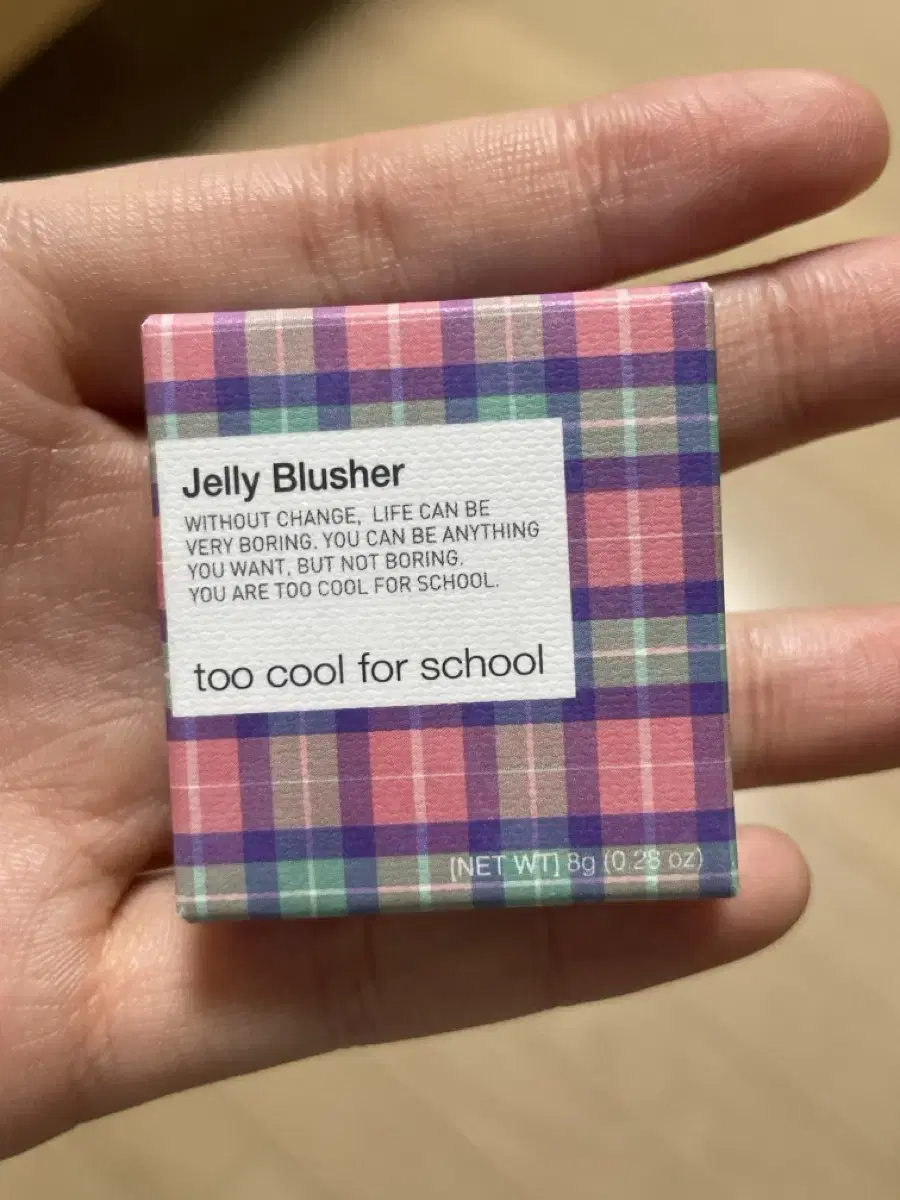 Jelly Blusher
WITHOUT CHANGE, LIFE CAN BE
VERY BORING. YOU CAN BE ANYTHING
YOU WANT, BUT NOT BORING.
YOU ARE TOO COOL FOR SCHOOL.
too cool for school
[NET WT] 8g (0.28 oz)